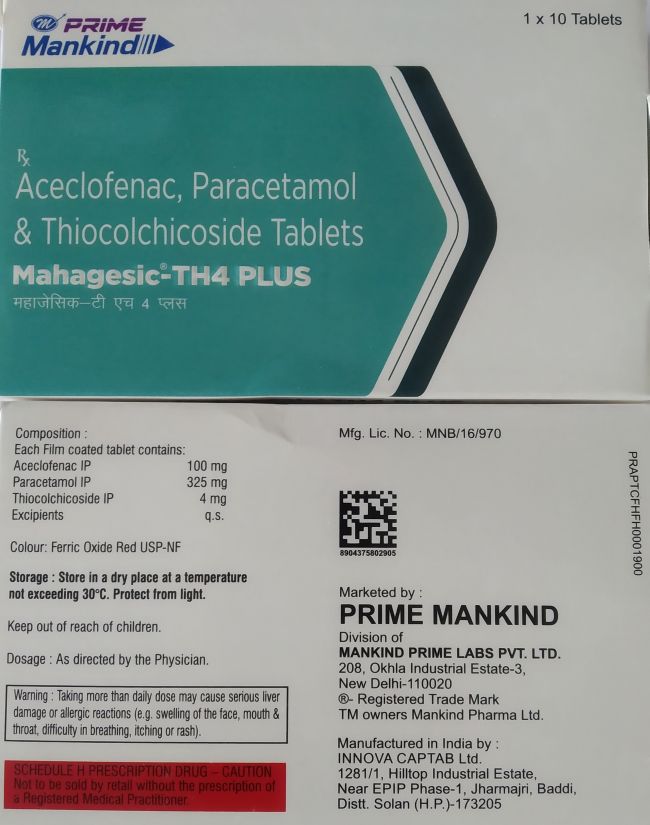 m PRIME
Mankind
1 x 10 Tablets
Rx
Aceclofenac, Paracetamol
& Thiocolchicoside Tablets
Mahagesic®-TH4 PLUS
महाजेसिक–टी एच 4 प्लस
Composition :
Each Film coated tablet contains:
Aceclofenac IP 100 mg
Paracetamol IP 325 mg
Thiocolchicoside IP 4 mg
Excipients q.s.
Colour: Ferric Oxide Red USP-NF
Storage : Store in a dry place at a temperature
not exceeding 30°C. Protect from light.
Keep out of reach of children.
Dosage : As directed by the Physician.
Warning : Taking more than daily dose may cause serious liver
damage or allergic reactions (e.g. swelling of the face, mouth &
throat, difficulty in breathing, itching or rash).
SCHEDULE H PRESCRIPTION DRUG – CAUTION
Not to be sold by retail without the prescription of
a Registered Medical Practitioner.
Mfg. Lic. No. : MNB/16/970
8904375802905
Marketed by :
PRIME MANKIND
Division of
MANKIND PRIME LABS PVT. LTD.
208, Okhla Industrial Estate-3,
New Delhi-110020
®- Registered Trade Mark
TM owners Mankind Pharma Ltd.
Manufactured in India by :
INNOVA CAPTAB Ltd.
1281/1, Hilltop Industrial Estate,
Near EPIP Phase-1, Jharmajri, Baddi,
Distt. Solan (H.P.)-173205
PRAPTCFHFH0001900